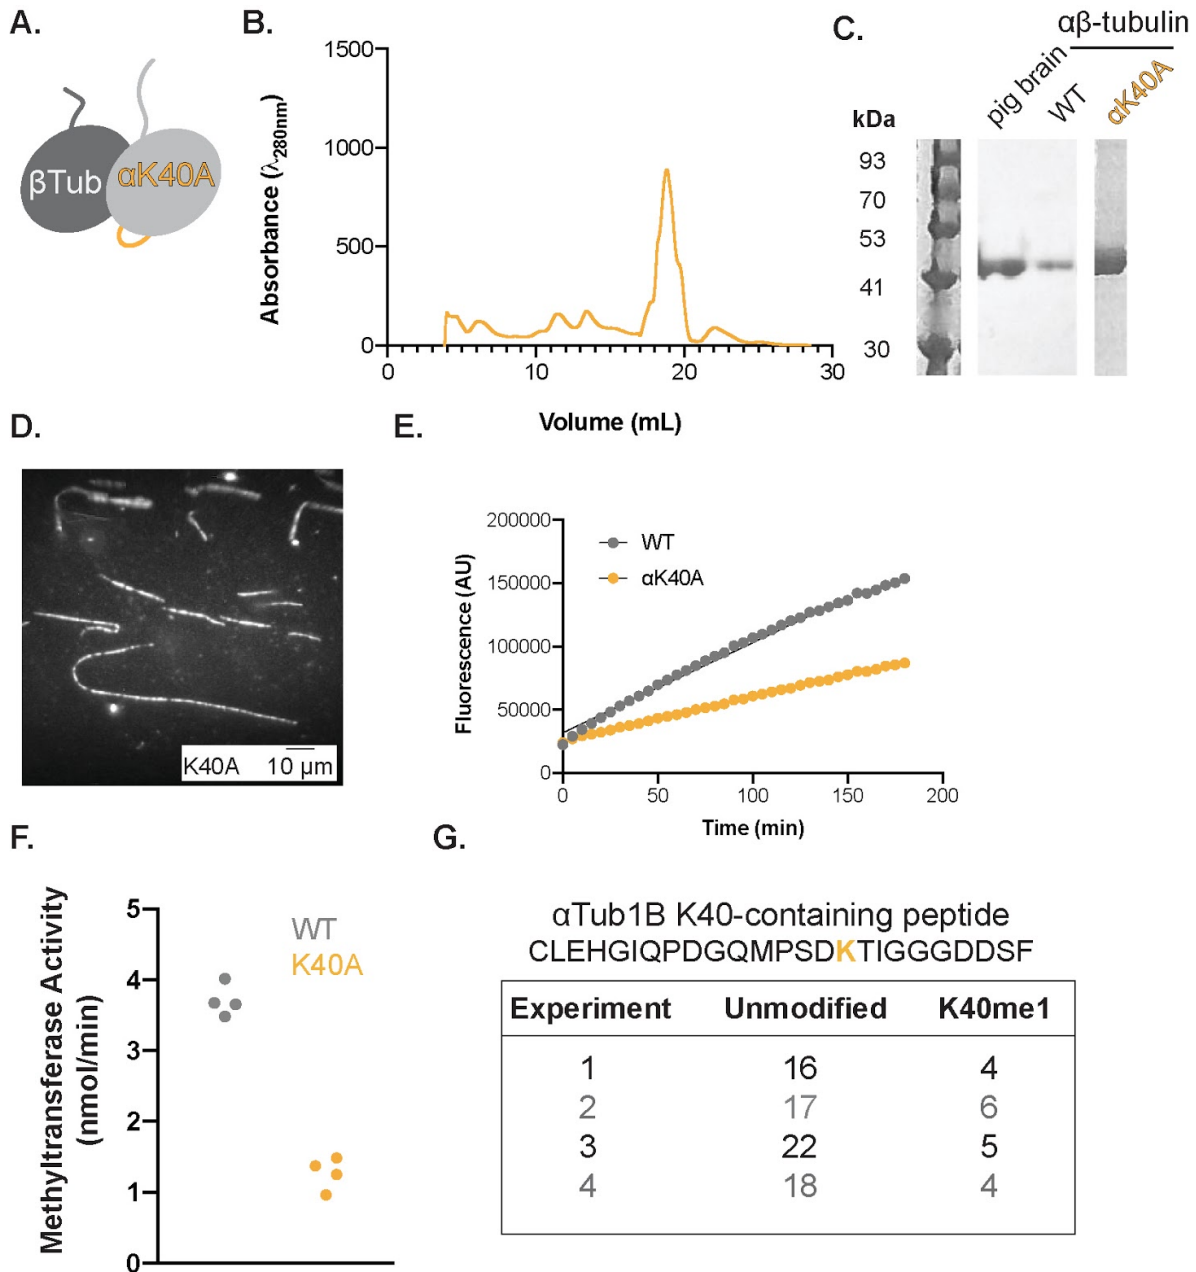 A.
βTub
αK40A
B.
Absorbance (λ280nm)
1500
1000
500
0
0
10
20
30
Volume (mL)
C.
αβ-tubulin
pig brain
WT
αK40A
kDa
93
70
53
41
30
D.
K40A 10 μm
E.
Fluorescence (AU)
200000
150000
100000
50000
0
WT
αK40A
0
50
100
150
200
Time (min)
F.
Methyltransferase Activity
(nmol/min)
5
4
3
2
1
0
WT
K40A
G.
αTub1B K40-containing peptide
CLEHGIQPDGQMPSDKTIGGGDDSF
Experiment Unmodified K40me1
1 16 4
2 17 6
3 22 5
4 18 4